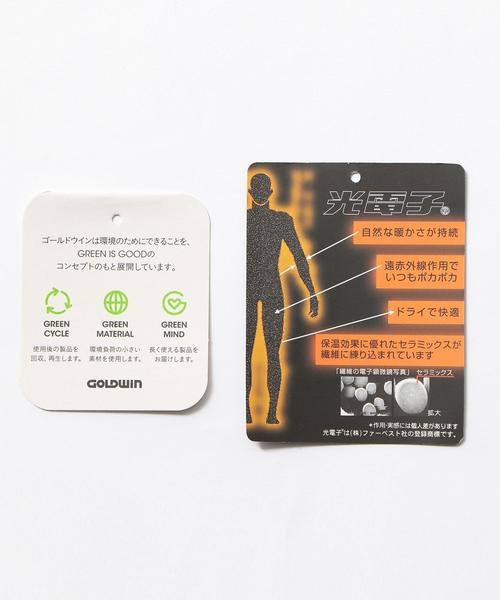 ゴールドウインは環境のためにできることを、
GREEN IS GOODの
コンセプトのもと展開しています。
GREEN
CYCLE
使用後の製品を
回収、再生します。
GREEN
MATERIAL
環境負荷の小さい
素材を使用します。
GREEN
MIND
長く使える製品を
お届けします。
GOLDWIN
光電子®
自然な暖かさが持続
遠赤外線作用で
いつもポカポカ
ドライで快適
保温効果に優れたセラミックスが
繊維に練り込まれています
「繊維の電子顕微鏡写真」 セラミックス
拡大
＊作用・実感には個人差があります
光電子®は(株)ファーベスト社の登録商標です。